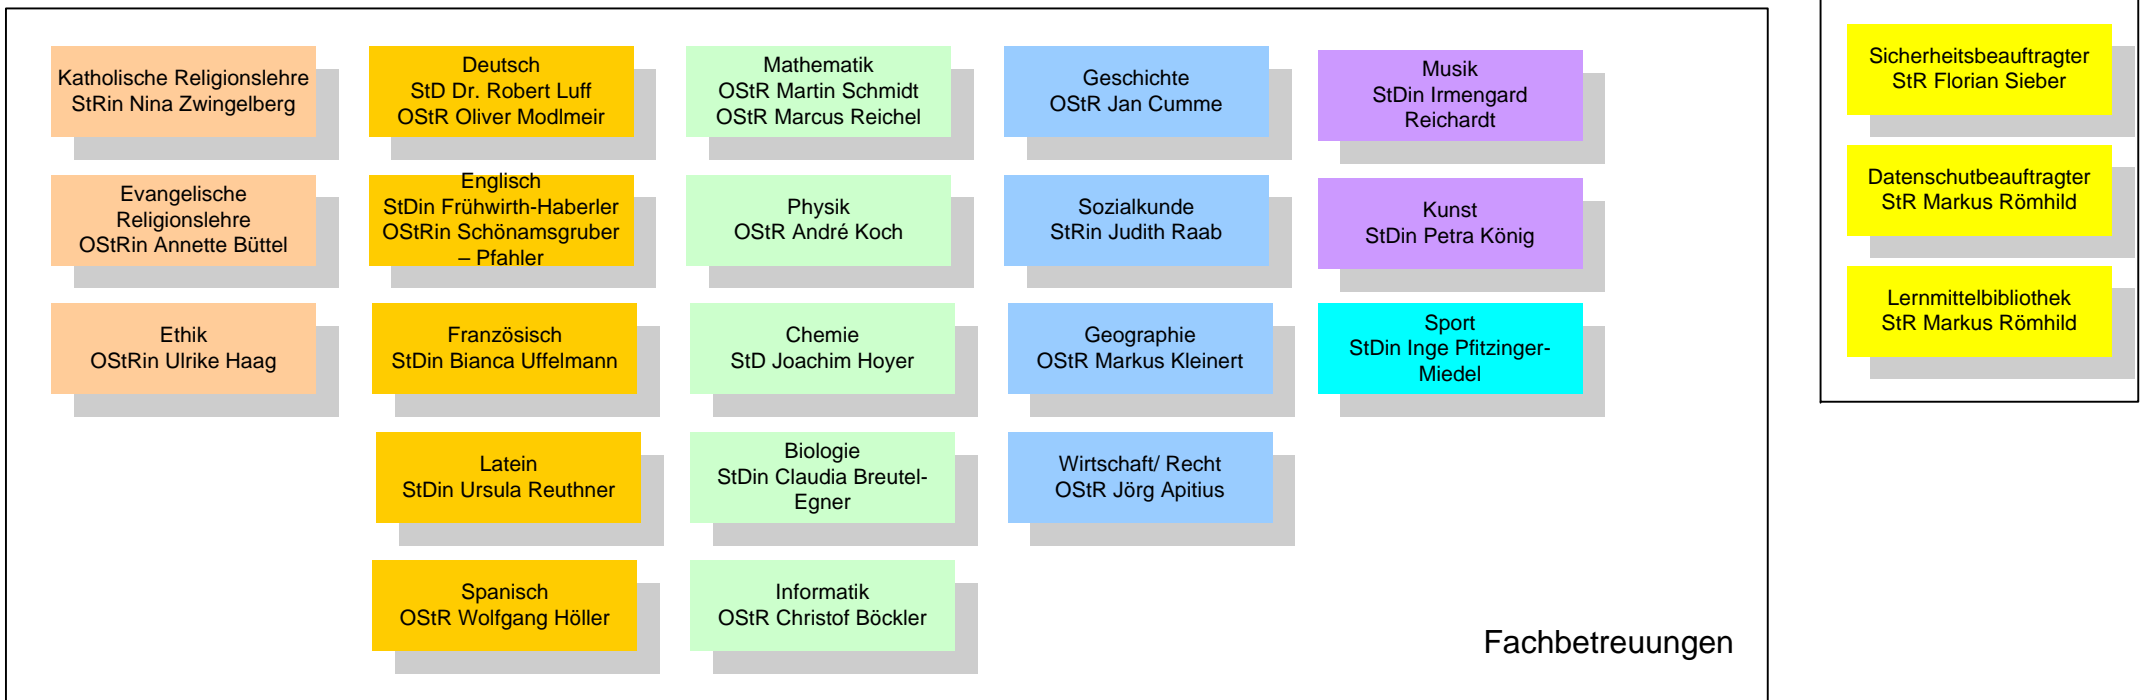 Katholische Religionslehre
StRin Nina Zwingelberg
Evangelische
Religionslehre
OStRin Annette Büttel
Ethik
OStRin Ulrike Haag
Deutsch
StD Dr. Robert Luff
OStR Oliver Modlmeir
Englisch
StDin Frühwirth-Haberler
OStRin Schönamsgruber
– Pfahler
Französisch
StDin Bianca Uffelmann
Latein
StDin Ursula Reuthner
Spanisch
OStR Wolfgang Höller
Mathematik
OStR Martin Schmidt
OStR Marcus Reichel
Physik
OStR André Koch
Chemie
StD Joachim Hoyer
Biologie
StDin Claudia Breutel-
Egner
Informatik
OStR Christof Böckler
Geschichte
OStR Jan Cumme
Sozialkunde
StRin Judith Raab
Geographie
OStR Markus Kleinert
Wirtschaft/ Recht
OStR Jörg Apitius
Musik
StDin Irmengard
Reichardt
Kunst
StDin Petra König
Sport
StDin Inge Pfitzinger-
Miedel
Fachbetreuungen
Sicherheitsbeauftragter
StR Florian Sieber
Datenschutbeauftragter
StR Markus Römhild
Lernmittelbibliothek
StR Markus Römhild